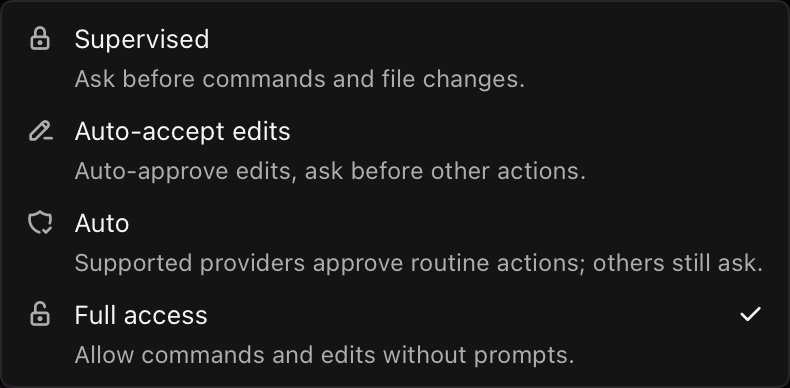 Supervised
Ask before commands and file changes.
Auto-accept edits
Auto-approve edits, ask before other actions.
Auto
Supported providers approve routine actions; others still ask.
Full access
Allow commands and edits without prompts.